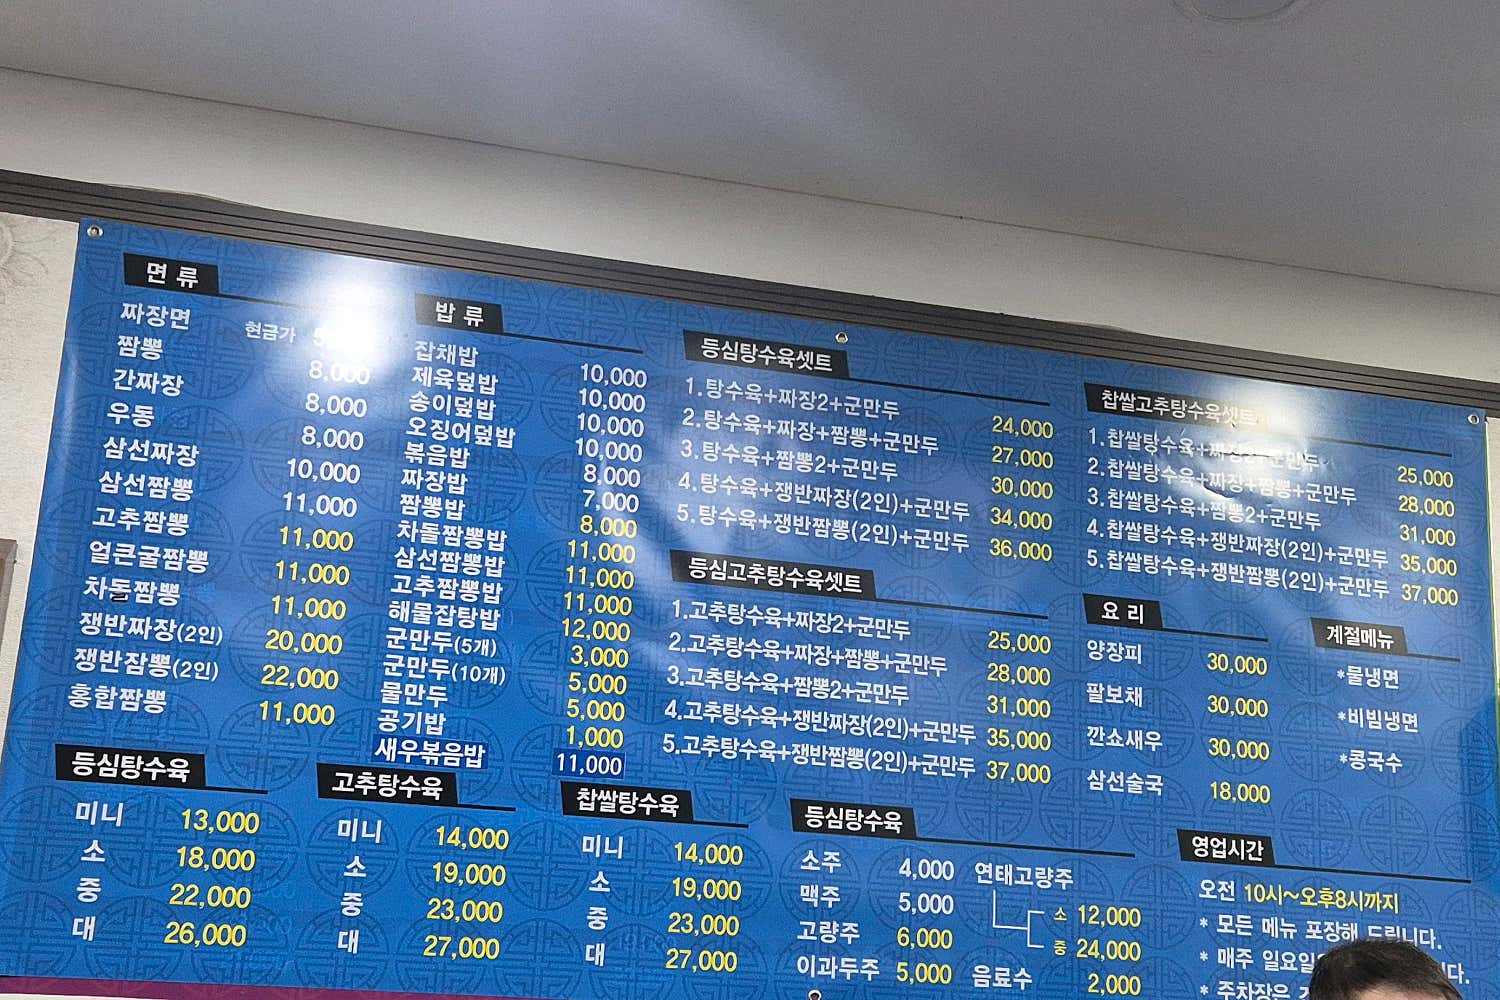 면류
짜장면 현금가
짬뽕 8,000
간짜장 8,000
우동 8,000
삼선짜장 10,000
삼선짬뽕 11,000
고추짬뽕 11,000
얼큰굴짬뽕 11,000
차돌짬뽕 11,000
쟁반짜장(2인) 20,000
쟁반잠뽕(2인) 22,000
홍합짬뽕 11,000
밥류
잡채밥 10,000
제육덮밥 10,000
송이덮밥 10,000
오징어덮밥 10,000
볶음밥 8,000
짜장밥 7,000
짬뽕밥 8,000
차돌짬뽕밥 11,000
삼선짬뽕밥 11,000
고추짬뽕밥 11,000
해물잡탕밥 12,000
군만두(5개) 3,000
군만두(10개) 5,000
물만두 5,000
공기밥 1,000
새우볶음밥 11,000
등심탕수육셋트
1.탕수육+짜장2+군만두 24,000
2.탕수육+짜장+짬뽕+군만두 27,000
3.탕수육+짬뽕2+군만두 30,000
4.탕수육+쟁반짜장(2인)+군만두 34,000
5.탕수육+쟁반짬뽕(2인)+군만두 36,000
등심고추탕수육셋트
1.고추탕수육+짜장2+군만두 25,000
2.고추탕수육+짜장+짬뽕+군만두 28,000
3.고추탕수육+짬뽕2+군만두 31,000
4.고추탕수육+쟁반짜장(2인)+군만두 35,000
5.고추탕수육+쟁반짬뽕(2인)+군만두 37,000
찹쌀고추탕수육셋트
1.찹쌀탕수육+짜장2+군만두 25,000
2.찹쌀탕수육+짜장+짬뽕+군만두 28,000
3.찹쌀탕수육+짬뽕2+군만두 31,000
4.찹쌀탕수육+쟁반짜장(2인)+군만두 35,000
5.찹쌀탕수육+쟁반짬뽕(2인)+군만두 37,000
요리
양장피 30,000
팔보채 30,000
깐쇼새우 30,000
삼선술국 18,000
계절메뉴
*물냉면
*비빔냉면
*콩국수
등심탕수육
미니 13,000
소 18,000
중 22,000
대 26,000
고추탕수육
미니 14,000
소 19,000
중 23,000
대 27,000
찹쌀탕수육
미니 14,000
소 19,000
중 23,000
대 27,000
등심탕수육
소주 4,000
맥주 5,000
고량주 6,000
이과두주 5,000
연태고량주
소 12,000
중 24,000
음료수 2,000
영업시간
오전 10시~오후8시까지
* 모든 메뉴 포장해 드립니다.
* 매주 일요일
* 주차장은